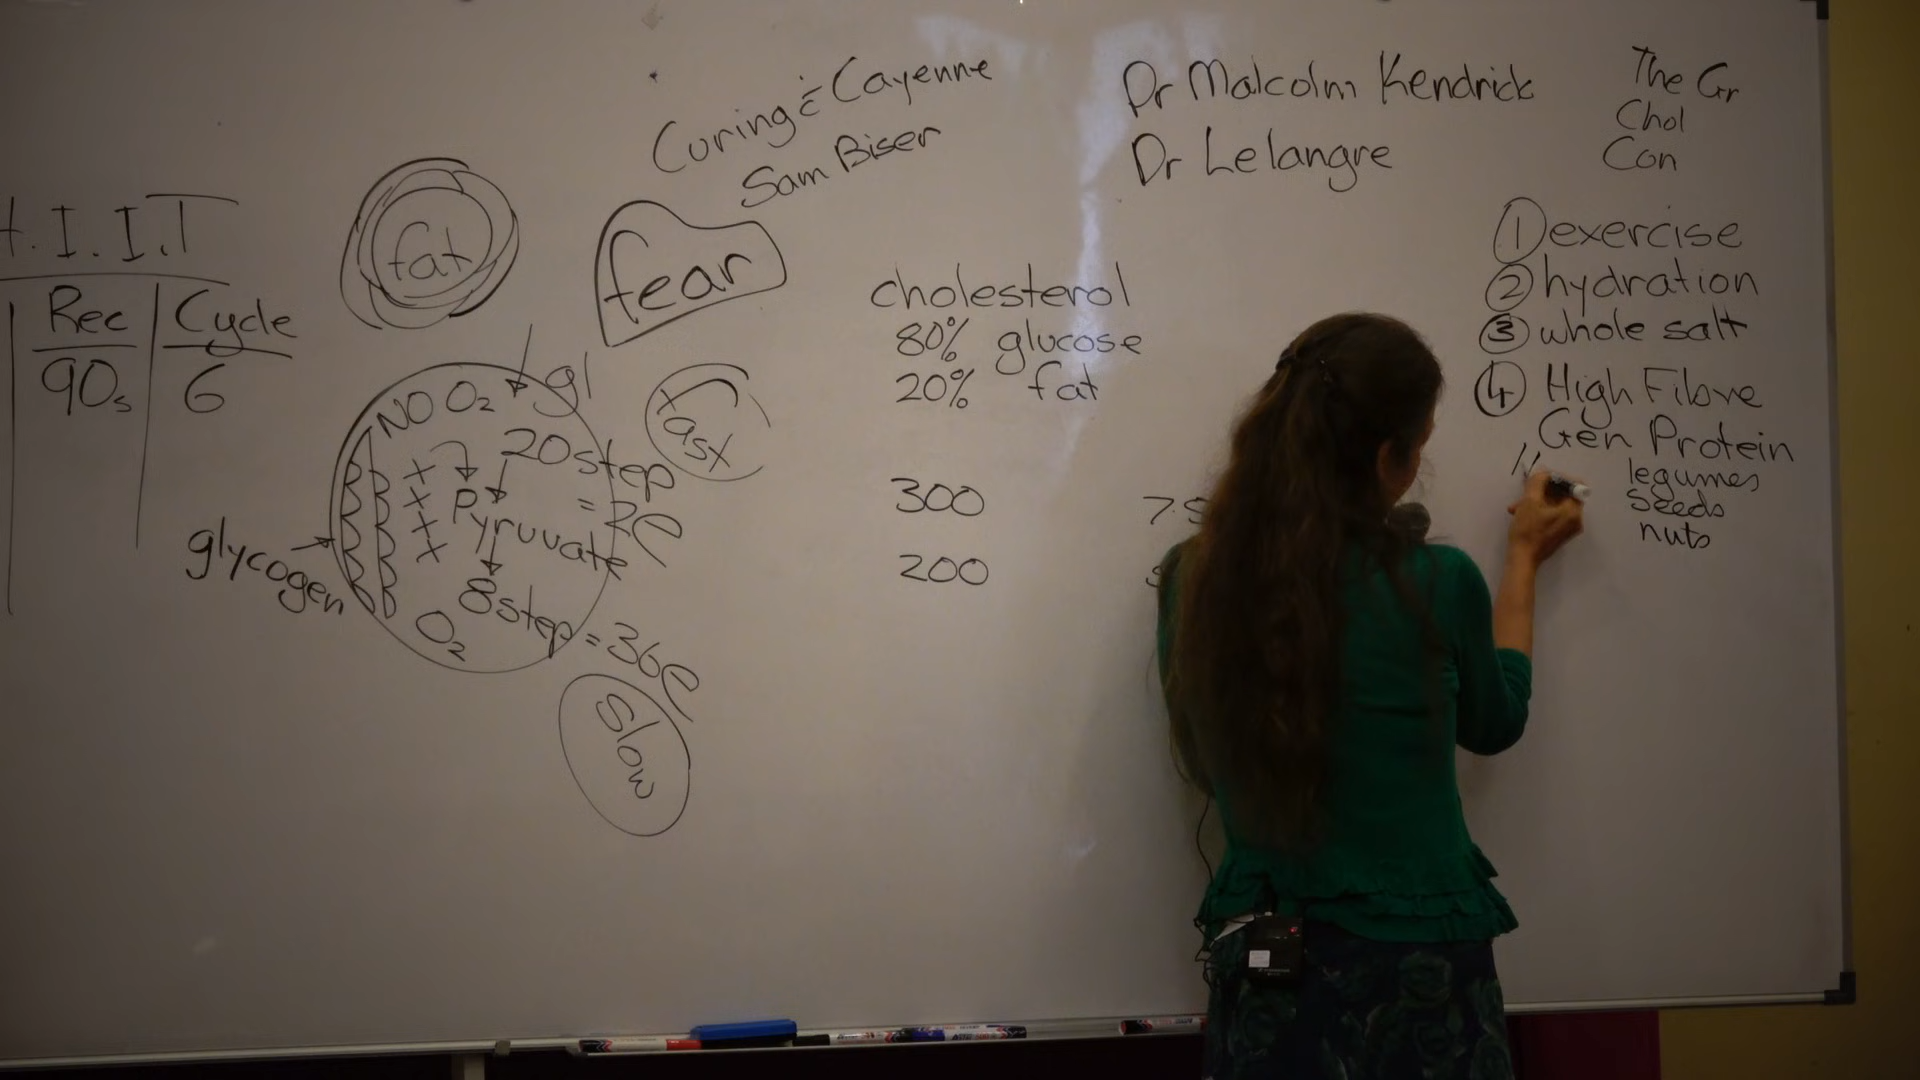 H.I.I.T
Rec Cycle
90s 6
fat
fear
Curing c̄ Cayenne
Sam Biser
NO O₂ gl
20step
= 2e
Pyruvate
8step = 36e
O₂
glycogen
fast
slow
cholesterol
80% glucose
20% fat
300
200
Dr Malcolm Kendrick
Dr Lelangre
The Gr
Chol
Con
① exercise
② hydration
③ whole salt
④ High Fibre
Gen Protein
legumes
seeds
nuts